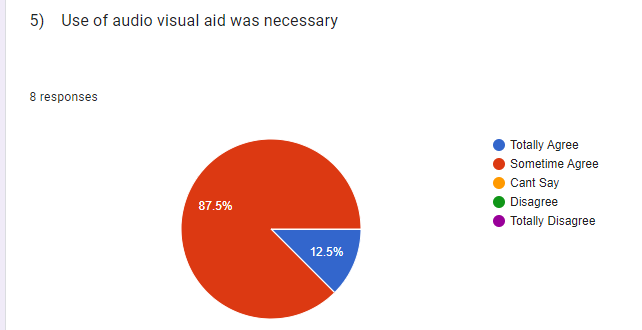 5) Use of audio visual aid was necessary
8 responses
Totally Agree
Sometime Agree
Cant Say
Disagree
Totally Disagree
87.5%
12.5%